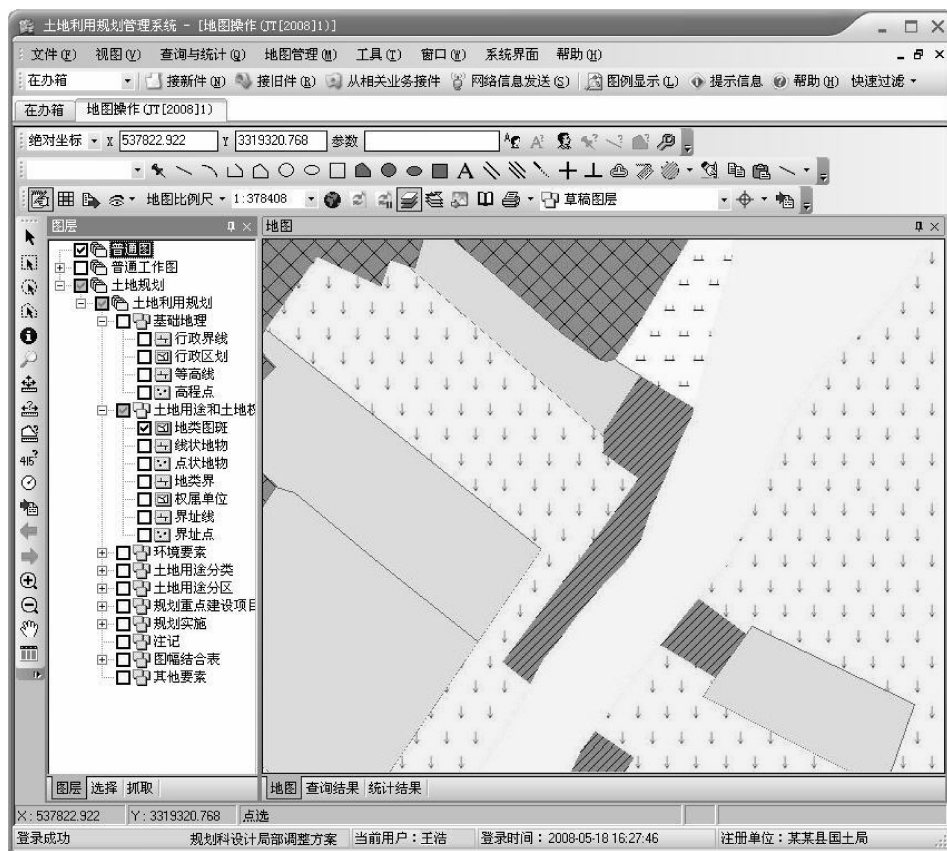 土地利用规划管理系统 - [地图操作 (JT[2008]1)]
文件(F) 视图(V) 查询与统计(Q) 地图管理(M) 工具(T) 窗口(W) 系统界面 帮助(H)
在办箱 接新件(N) 接旧件(R) 从相关业务接件 网络信息发送(S) 图例显示(L) 提示信息 帮助(H) 快速过滤
在办箱 地图操作(JT[2008]1)
绝对坐标 X 537822.922 Y 3319320.768 参数
A
地图比例尺 1:378408 草稿图层
图层 地图
普通图
普通工作图
土地规划
土地利用规划
基础地理
行政界线
行政区划
等高线
高程点
土地用途和土地权
地类图斑
线状地物
点状地物
地类界
权属单位
界址线
界址点
环境要素
土地用途分类
土地用途分区
规划重点建设项目
规划实施
注记
图幅结合表
其他要素
图层 选择 抓取 地图 查询结果 统计结果
X:537822.922 Y:3319320.768 点选
登录成功 规划科设计局部调整方案 当前用户:王浩 登录时间:2008-05-18 16:27:46 注册单位:某某县国土局